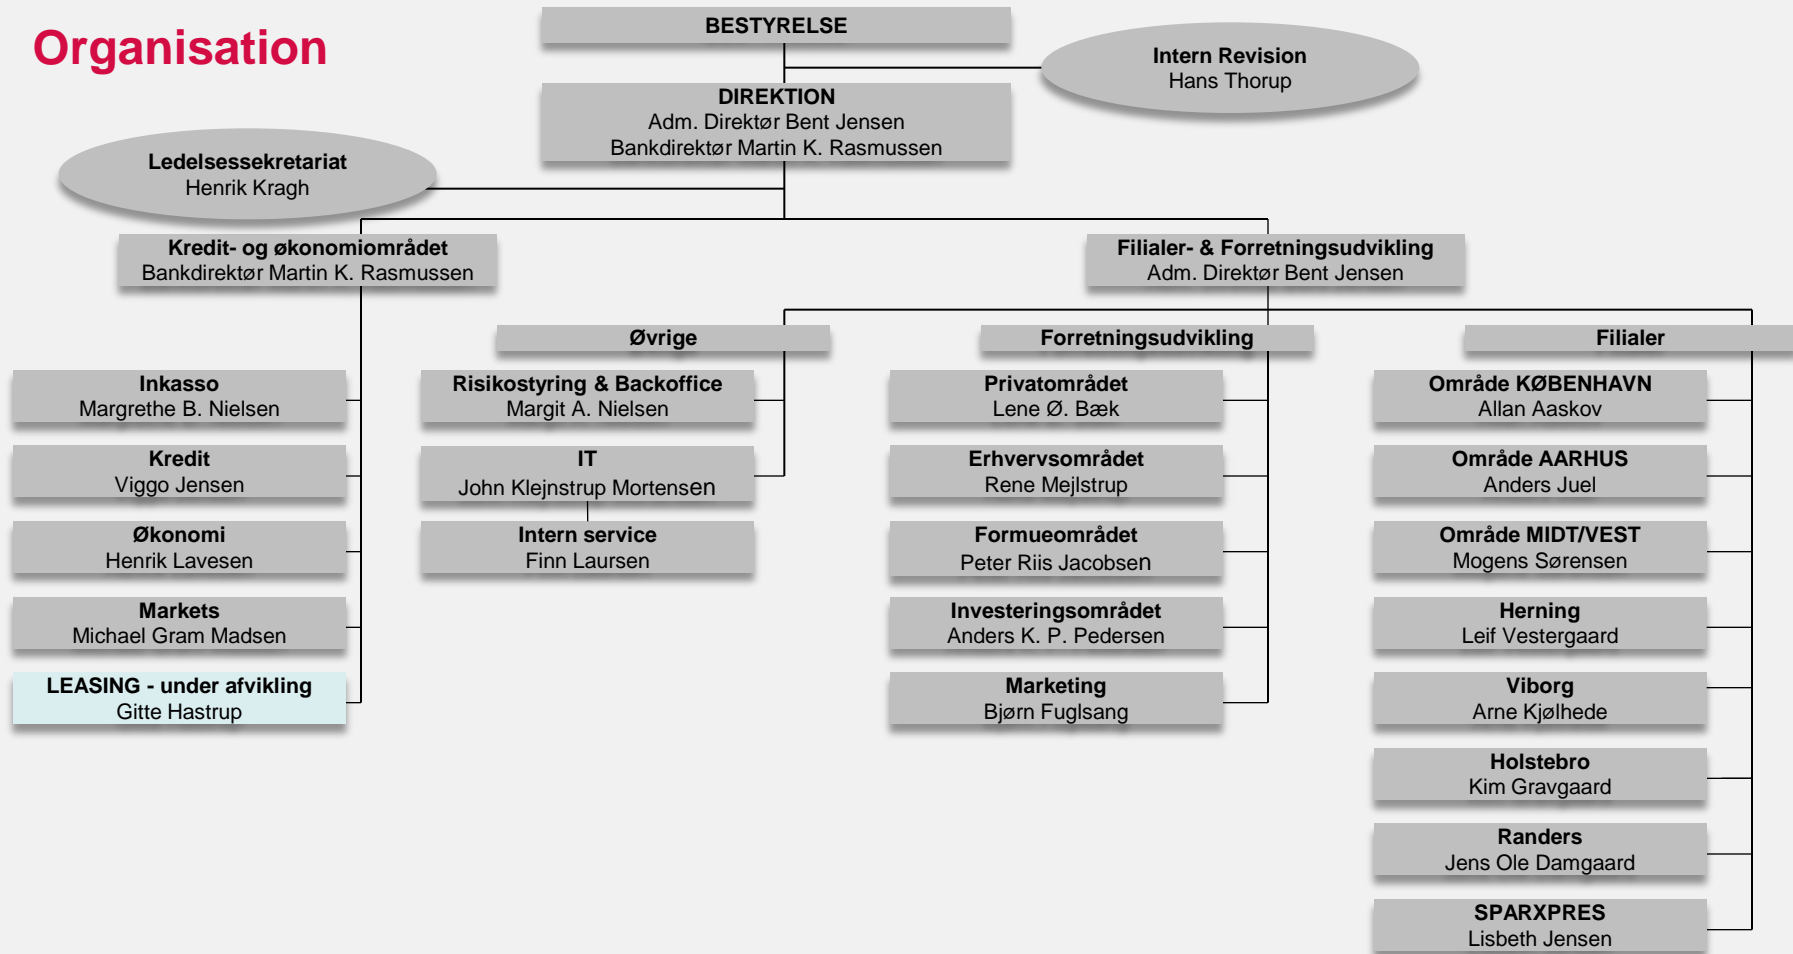 Organisation
BESTYRELSE
Intern Revision
Hans Thorup
DIREKTION
Adm. Direktør Bent Jensen
Bankdirektør Martin K. Rasmussen
Ledelsessekretariat
Henrik Kragh
Kredit- og økonomiområdet
Bankdirektør Martin K. Rasmussen
Filialer- & Forretningsudvikling
Adm. Direktør Bent Jensen
Øvrige
Forretningsudvikling
Filialer
Inkasso
Margrethe B. Nielsen
Kredit
Viggo Jensen
Økonomi
Henrik Lavesen
Markets
Michael Gram Madsen
LEASING - under afvikling
Gitte Hastrup
Risikostyring & Backoffice
Margit A. Nielsen
IT
John Klejnstrup Mortensen
Intern service
Finn Laursen
Privatområdet
Lene Ø. Bæk
Erhvervsområdet
Rene Mejlstrup
Formueområdet
Peter Riis Jacobsen
Investeringsområdet
Anders K. P. Pedersen
Marketing
Bjørn Fuglsang
Område KØBENHAVN
Allan Aaskov
Område AARHUS
Anders Juel
Område MIDT/VEST
Mogens Sørensen
Herning
Leif Vestergaard
Viborg
Arne Kjølhede
Holstebro
Kim Gravgaard
Randers
Jens Ole Damgaard
SPARXPRES
Lisbeth Jensen